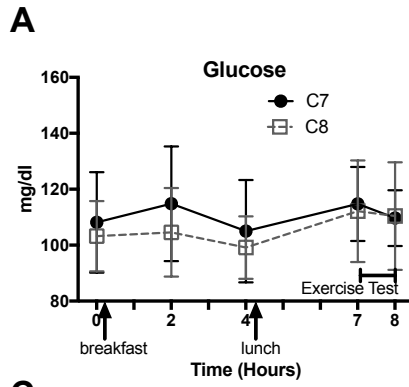 A
Glucose
160
C7
C8
140
mg/dl
120
100
Exercise Test
80
0 2 4 7 8
breakfast lunch
Time (Hours)